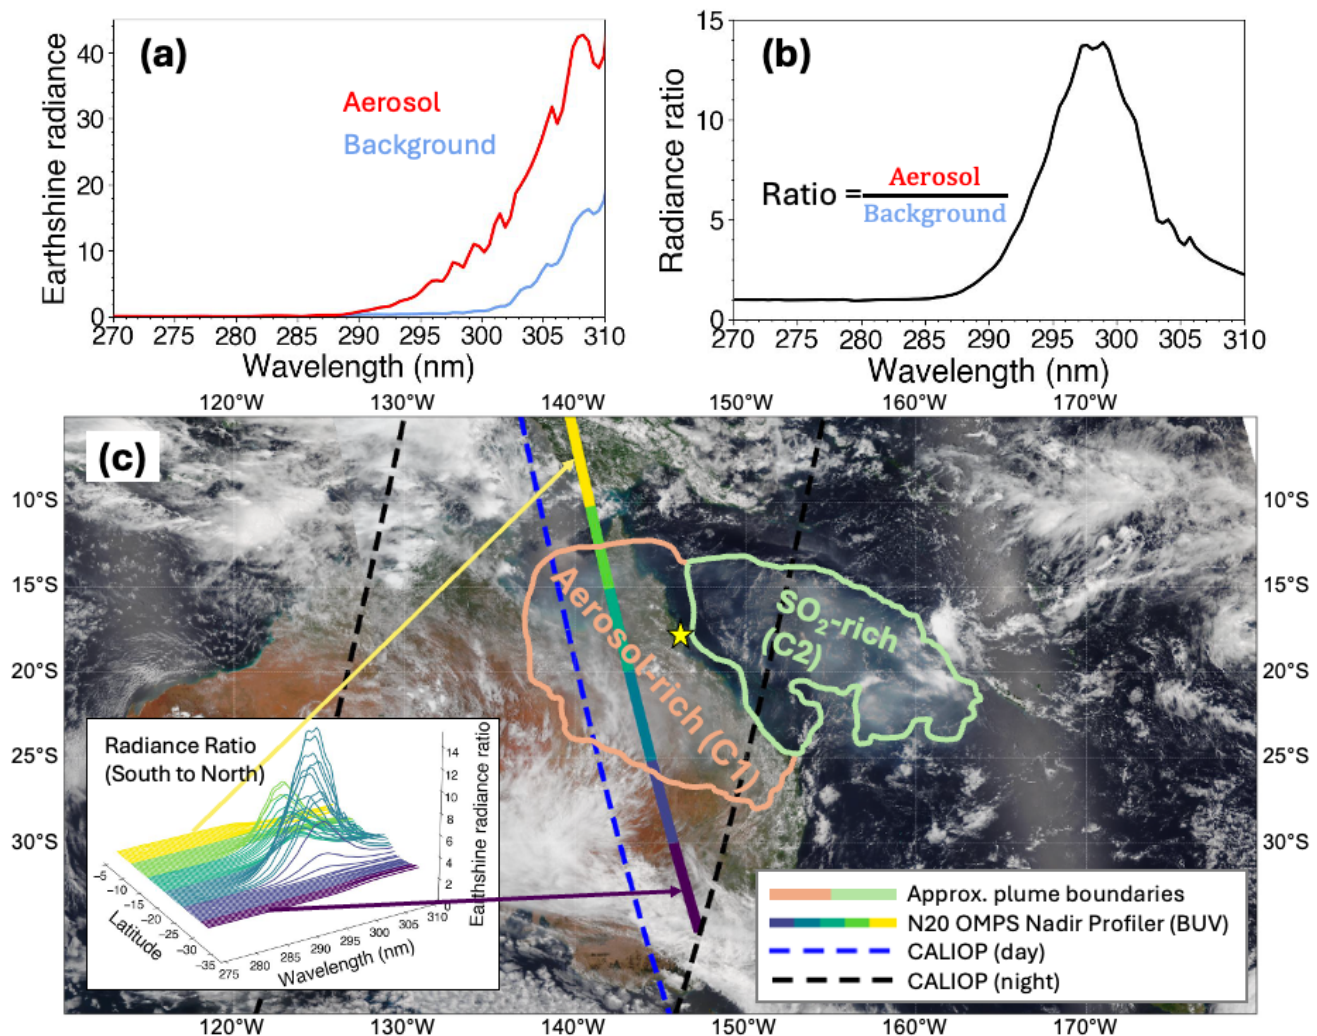 (a)
Earthshine radiance
40
30
20
10
0
Aerosol
Background
270 275 280 285 290 295 300 305 310
Wavelength (nm)
(b)
Radiance ratio
15
10
5
0
Ratio = Aerosol
Background
270 275 280 285 290 295 300 305 310
Wavelength (nm)
120°W 130°W 140°W 150°W 160°W 170°W
(c)
10°S 10°S
15°S 15°S
20°S 20°S
25°S 25°S
30°S 30°S
Aerosol-rich (C1)
SO₂-rich
(C2)
Radiance Ratio
(South to North)
Earthshine radiance ratio
14
12
10
8
6
4
2
0
-5
-10
-15
-20
-25
-30
-35
Latitude
275 280 285 290 295 300 305 310
Wavelength (nm)
Approx. plume boundaries
N20 OMPS Nadir Profiler (BUV)
CALIOP (day)
CALIOP (night)
120°W 130°W 140°W 150°W 160°W 170°W